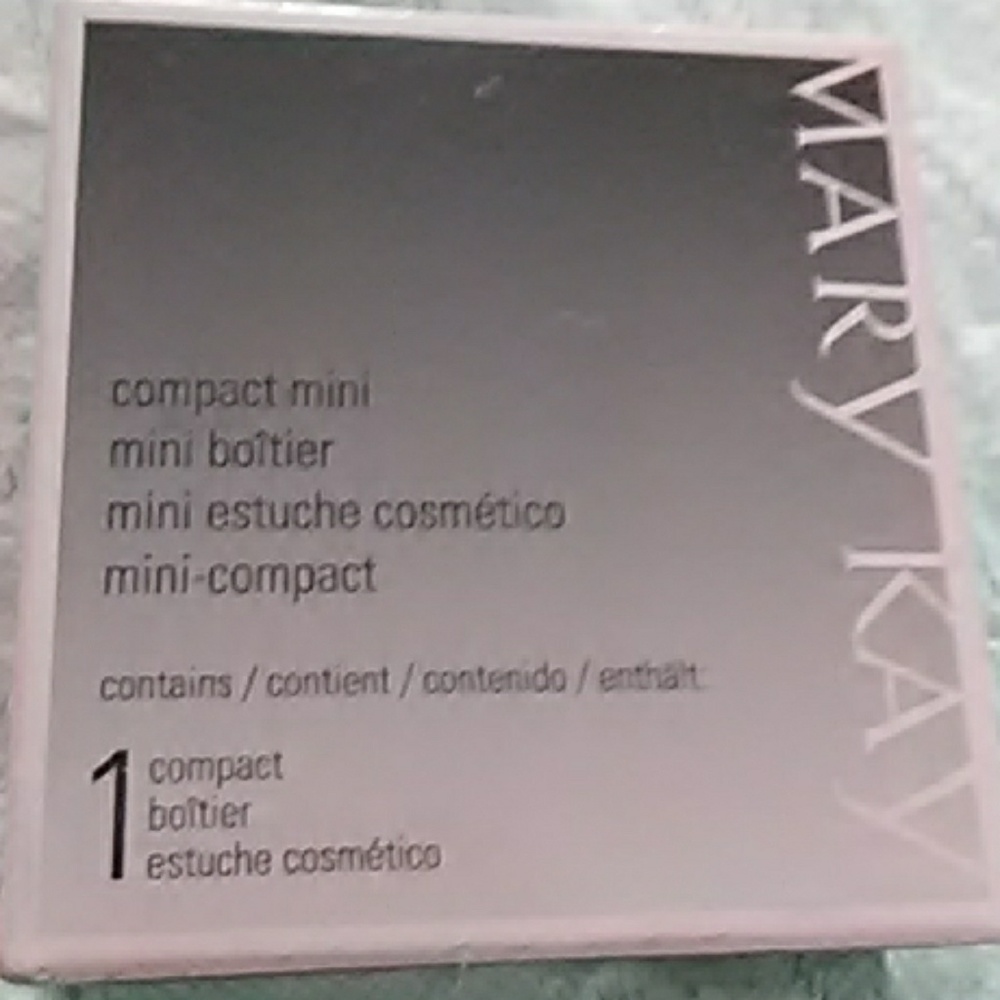 MARY KAY
compact mini
mini boîtier
mini estuche cosmético
mini-compact
contains / contient / contenido / enthält:
1 compact
boîtier
estuche cosmético